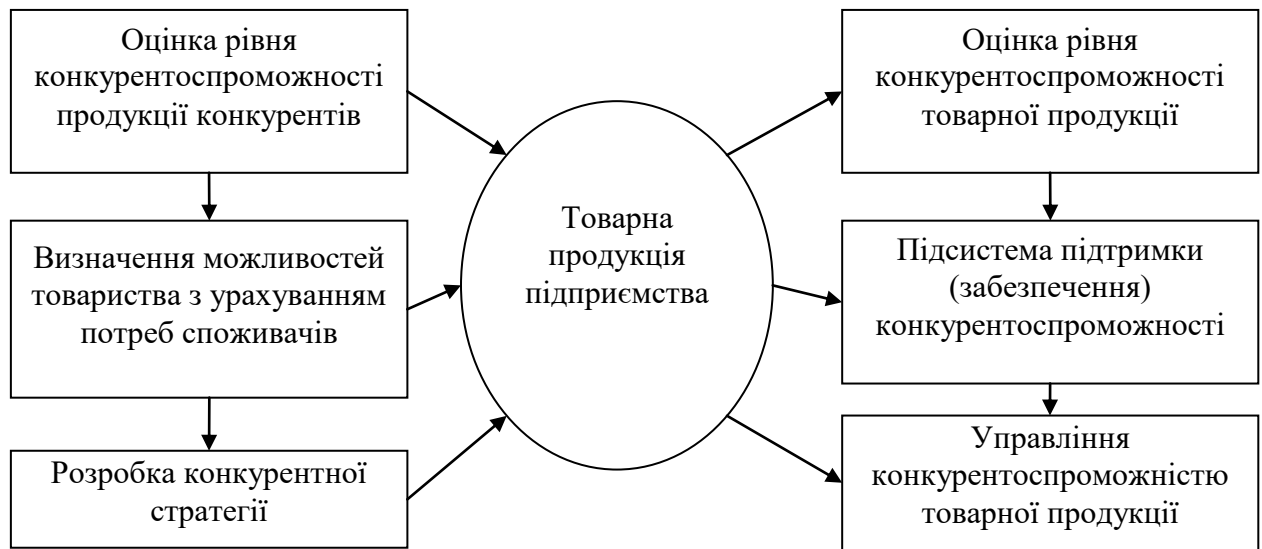 Оцінка рівня
конкурентоспроможності
продукції конкурентів
Визначення можливостей
товариства з урахуванням
потреб споживачів
Розробка конкурентної
стратегії
Товарна
продукція
підприємства
Оцінка рівня
конкурентоспроможності
товарної продукції
Підсистема підтримки
(забезпечення)
конкурентоспроможності
Управління
конкурентоспроможністю
товарної продукції